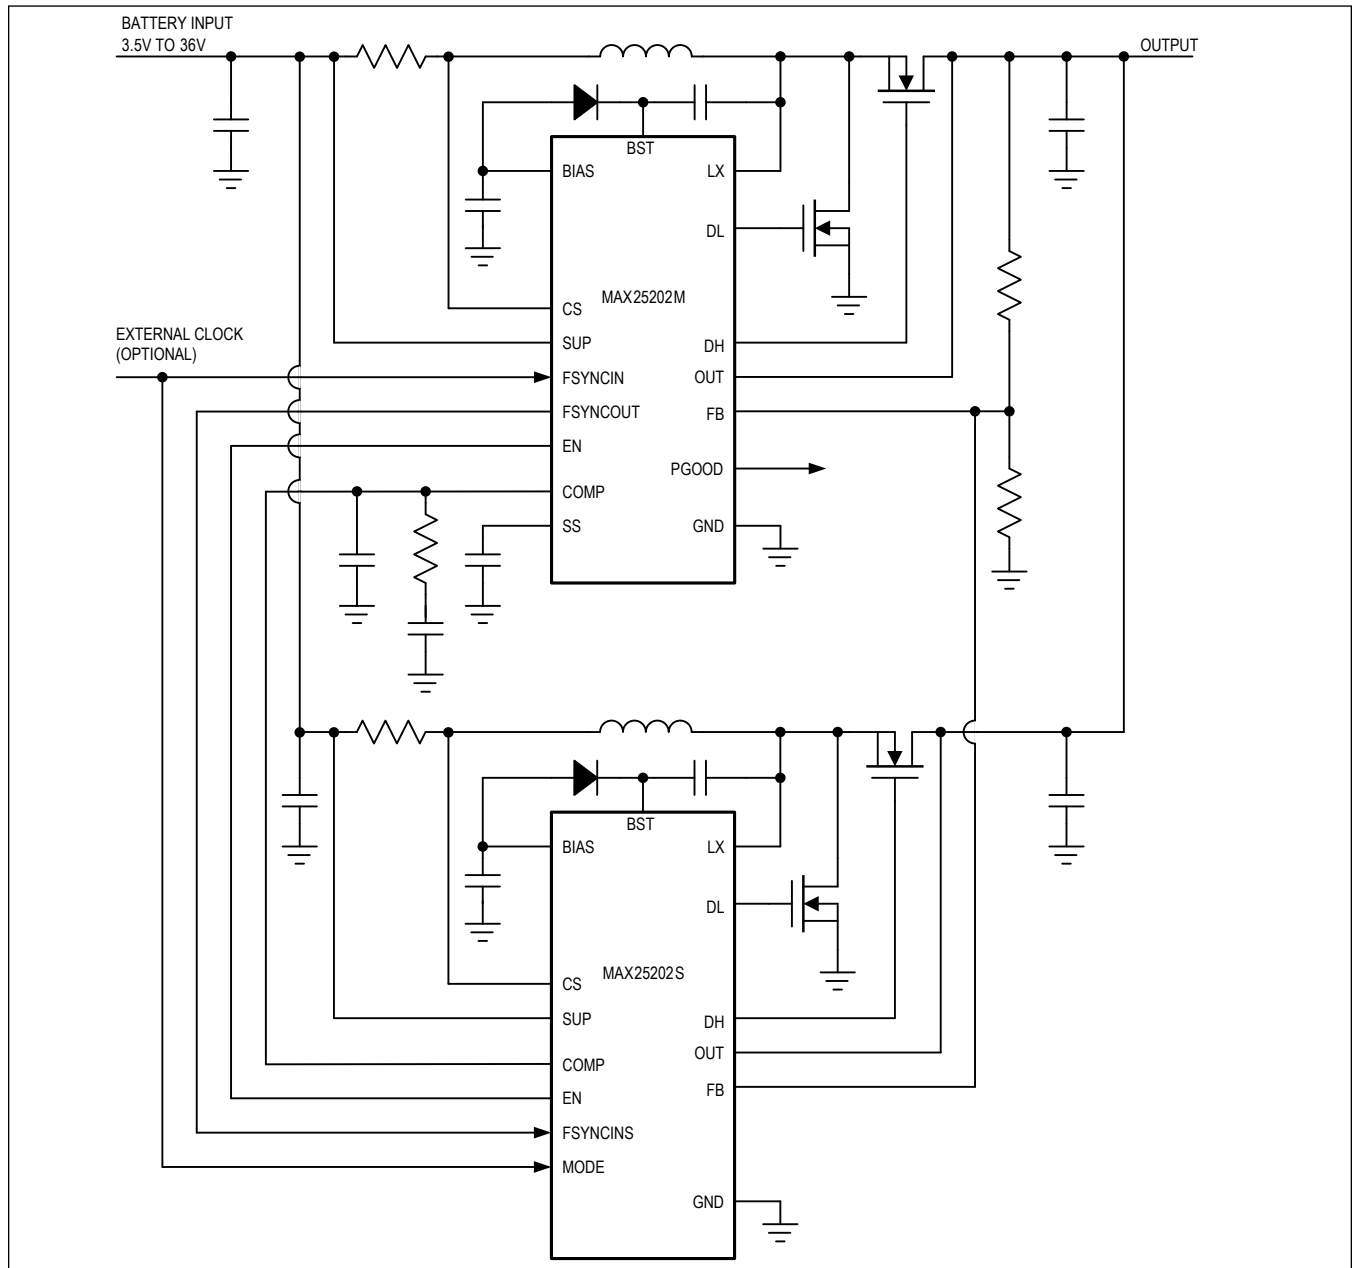 BATTERY INPUT
3.5V TO 36V
OUTPUT
BST
BIAS
LX
DL
MAX25202M
CS
SUP
DH
EXTERNAL CLOCK
(OPTIONAL)
FSYNCIN
OUT
FSYNCOUT
FB
EN
PGOOD
COMP
SS
GND
BST
BIAS
LX
DL
MAX25202S
CS
SUP
DH
OUT
COMP
FB
EN
FSYNCINS
MODE
GND